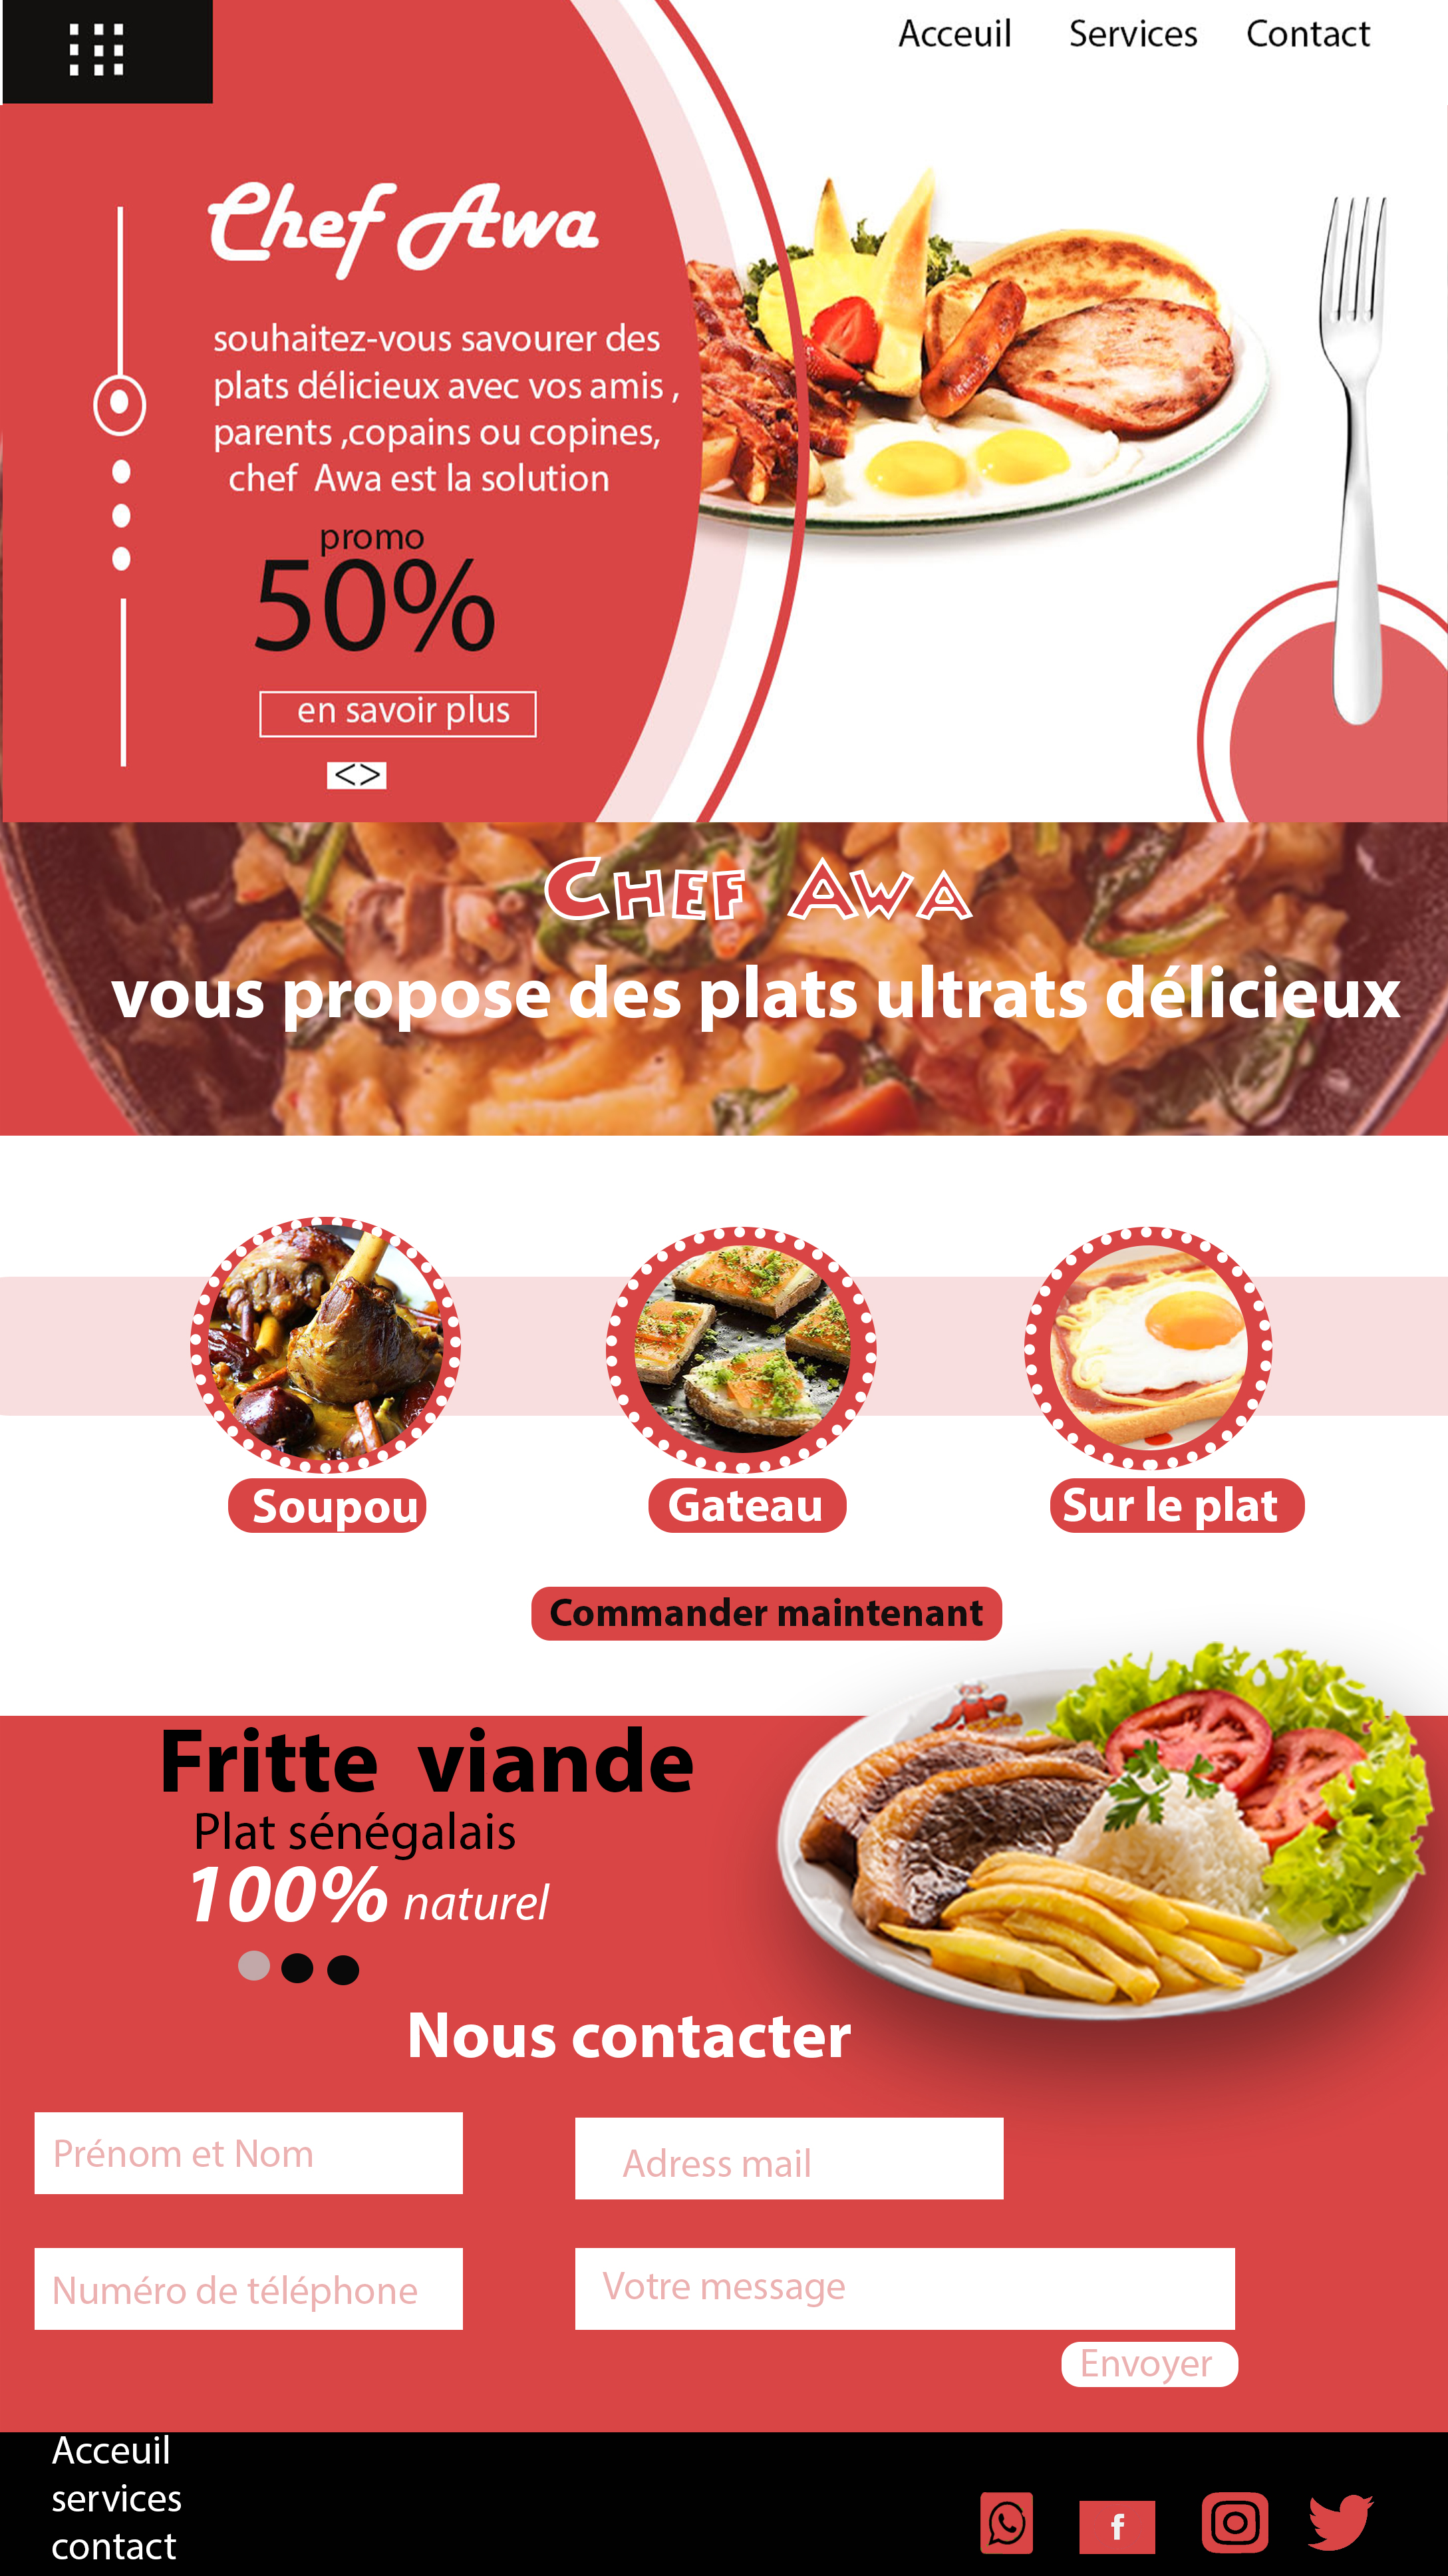 Acceuil Services Contact
Chef Awa
souhaitez-vous savourer des
plats délicieux avec vos amis ,
parents ,copains ou copines,
chef Awa est la solution
promo
50%
en savoir plus
<>
Chef Awa
vous propose des plats ultrats délicieux
Soupou
Gateau
Sur le plat
Commander maintenant
Fritte viande
Plat sénégalais
100% naturel
Nous contacter
Prénom et Nom
Adress mail
Numéro de téléphone
Votre message
Envoyer
Acceuil
services
contact
f